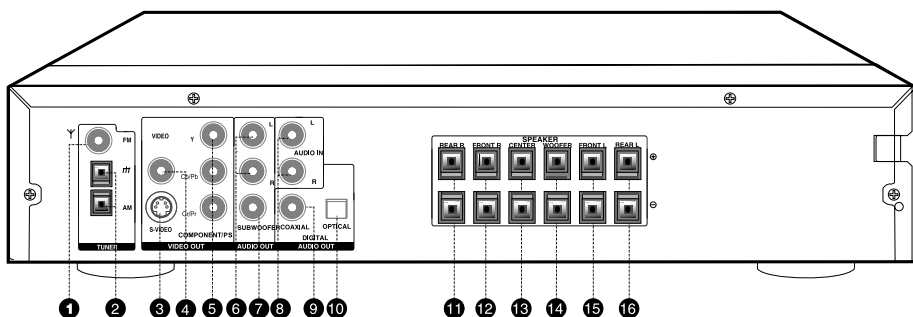 SPEAKER
REAR R FRONT R CENTER WOOFER FRONT L REAR L
FM
AM
TUNER
VIDEO
Y
Cb/Pb
Cr/Pr
S-VIDEO
COMPONENT/PS
VIDEO OUT
L
R
SUBWOOFER
AUDIO OUT
L
AUDIO IN
R
COAXIAL
OPTICAL
DIGITAL
AUDIO OUT
1 2 3 4 5 6 7 8 9 10 11 12 13 14 15 16